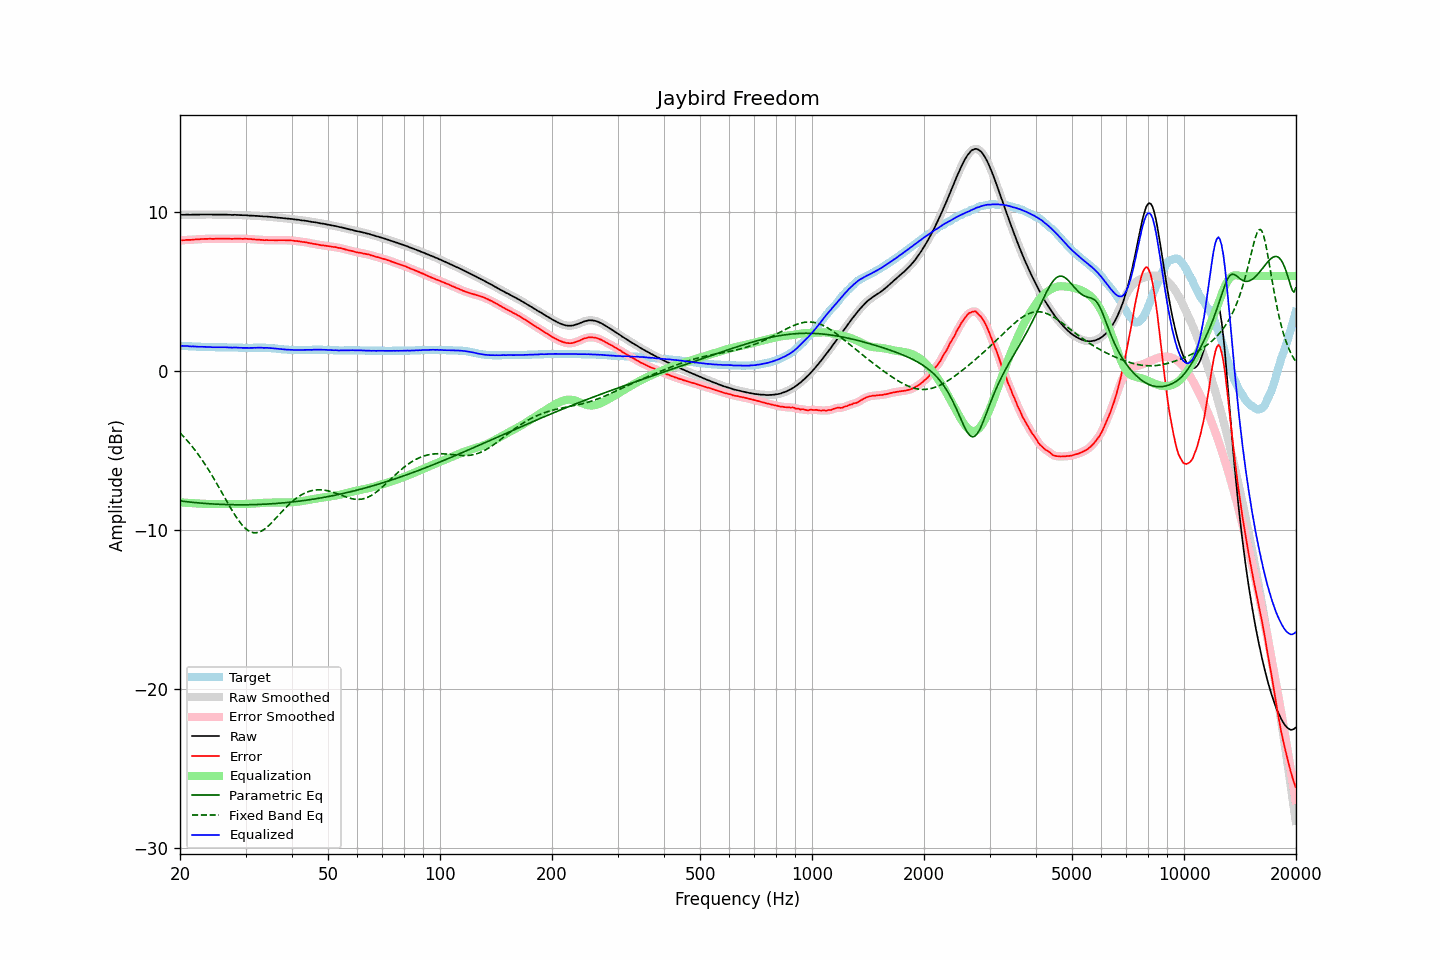 Jaybird Freedom
Amplitude (dBr)
10
0
−10
−20
−30
Target
Raw Smoothed
Error Smoothed
Raw
Error
Equalization
Parametric Eq
Fixed Band Eq
Equalized
20 50 100 200 500 1000 2000 5000 10000 20000
Frequency (Hz)